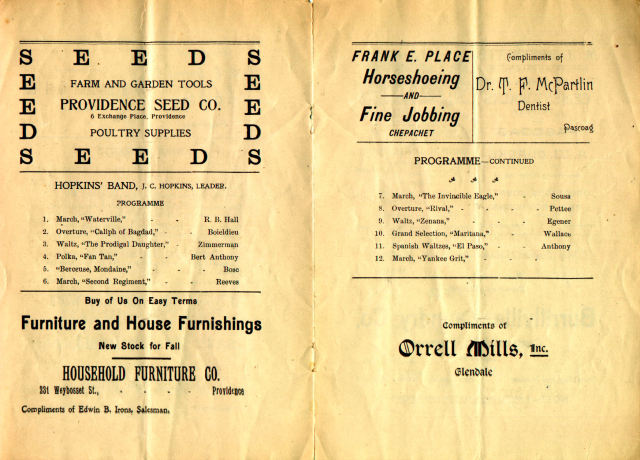 S E E D S
E FARM AND GARDEN TOOLS E
E PROVIDENCE SEED CO. E
6 Exchange Place, Providence
D POULTRY SUPPLIES D
S E E D S
HOPKINS' BAND, J. C. HOPKINS, LEADER.
PROGRAMME
1. March, "Waterville," - - R. B. Hall
2. Overture, "Caliph of Bagdad," - Boieldieu
3. Waltz, "The Prodigal Daughter," - Zimmerman
4. Polka, "Fan Tan," - - Bert Anthony
5. "Berceuse, Mondaine," - - Bosc
6. March, "Second Regiment," - - Reeves
Buy of Us On Easy Terms
Furniture and House Furnishings
New Stock for Fall
HOUSEHOLD FURNITURE CO.
231 Weybosset St., - - - Providence
Compliments of Edwin B. Irons, Salesman.
FRANK E. PLACE
Horseshoeing
—AND—
Fine Jobbing
CHEPACHET
Compliments of
Dr. T. F. McPartlin
Dentist
Pascoag
PROGRAMME—CONTINUED
7. March, "The Invincible Eagle," - Sousa
8. Overture, "Rival," - - - Pettee
9. Waltz, "Zenana," - - - Egener
10. Grand Selection, "Maritana," - Wallace
11. Spanish Waltzes, "El Paso," - Anthony
12. March, "Yankee Grit," - -
Compliments of
Orrell Mills, Inc.
Glendale